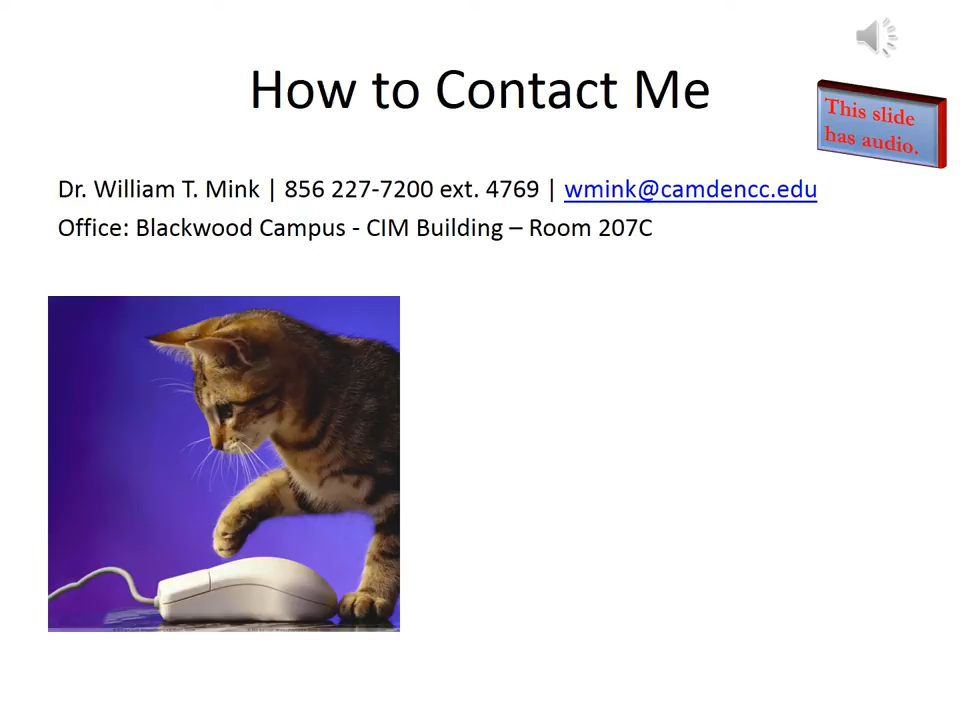 How to Contact Me
This slide
has audio.
Dr. William T. Mink | 856 227-7200 ext. 4769 | wmink@camdencc.edu
Office: Blackwood Campus - CIM Building – Room 207C